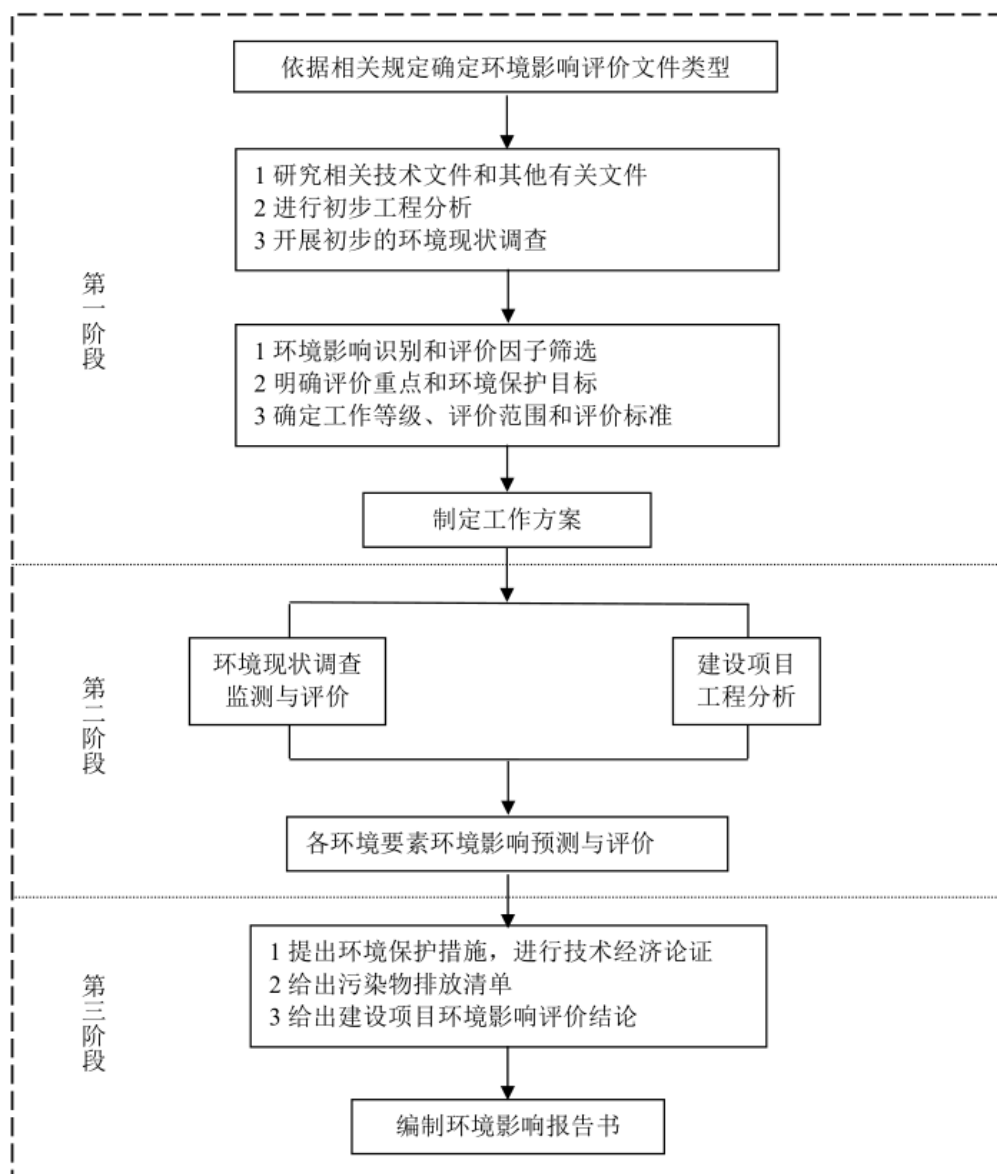 依据相关规定确定环境影响评价文件类型
1 研究相关技术文件和其他有关文件
2 进行初步工程分析
3 开展初步的环境现状调查
第一阶段
1 环境影响识别和评价因子筛选
2 明确评价重点和环境保护目标
3 确定工作等级、评价范围和评价标准
制定工作方案
第二阶段
环境现状调查
监测与评价
建设项目
工程分析
各环境要素环境影响预测与评价
第三阶段
1 提出环境保护措施，进行技术经济论证
2 给出污染物排放清单
3 给出建设项目环境影响评价结论
编制环境影响报告书